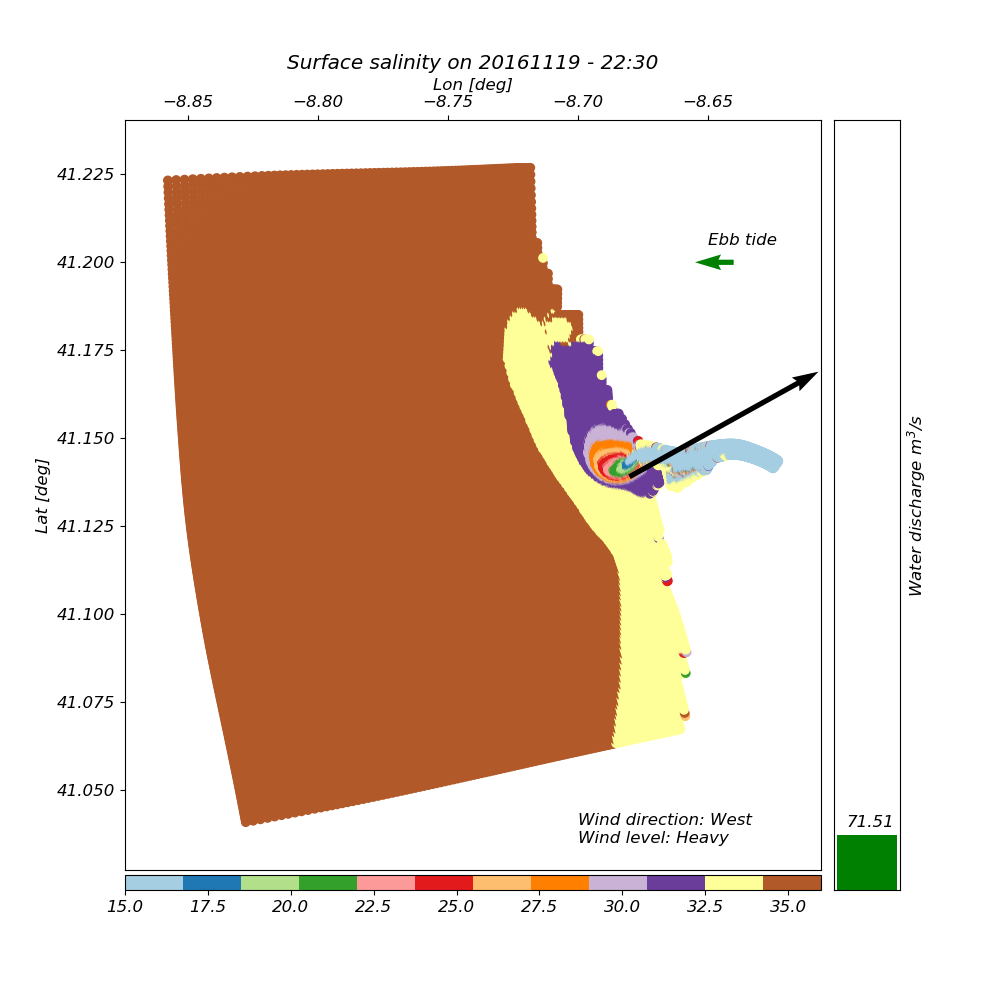 Surface salinity on 20161119 - 22:30
Lon [deg]
−8.85 −8.80 −8.75 −8.70 −8.65
41.225
41.200
41.175
41.150
41.125
41.100
41.075
41.050
Lat [deg]
Ebb tide
Wind direction: West
Wind level: Heavy
Water discharge m³/s
71.51
15.0 17.5 20.0 22.5 25.0 27.5 30.0 32.5 35.0